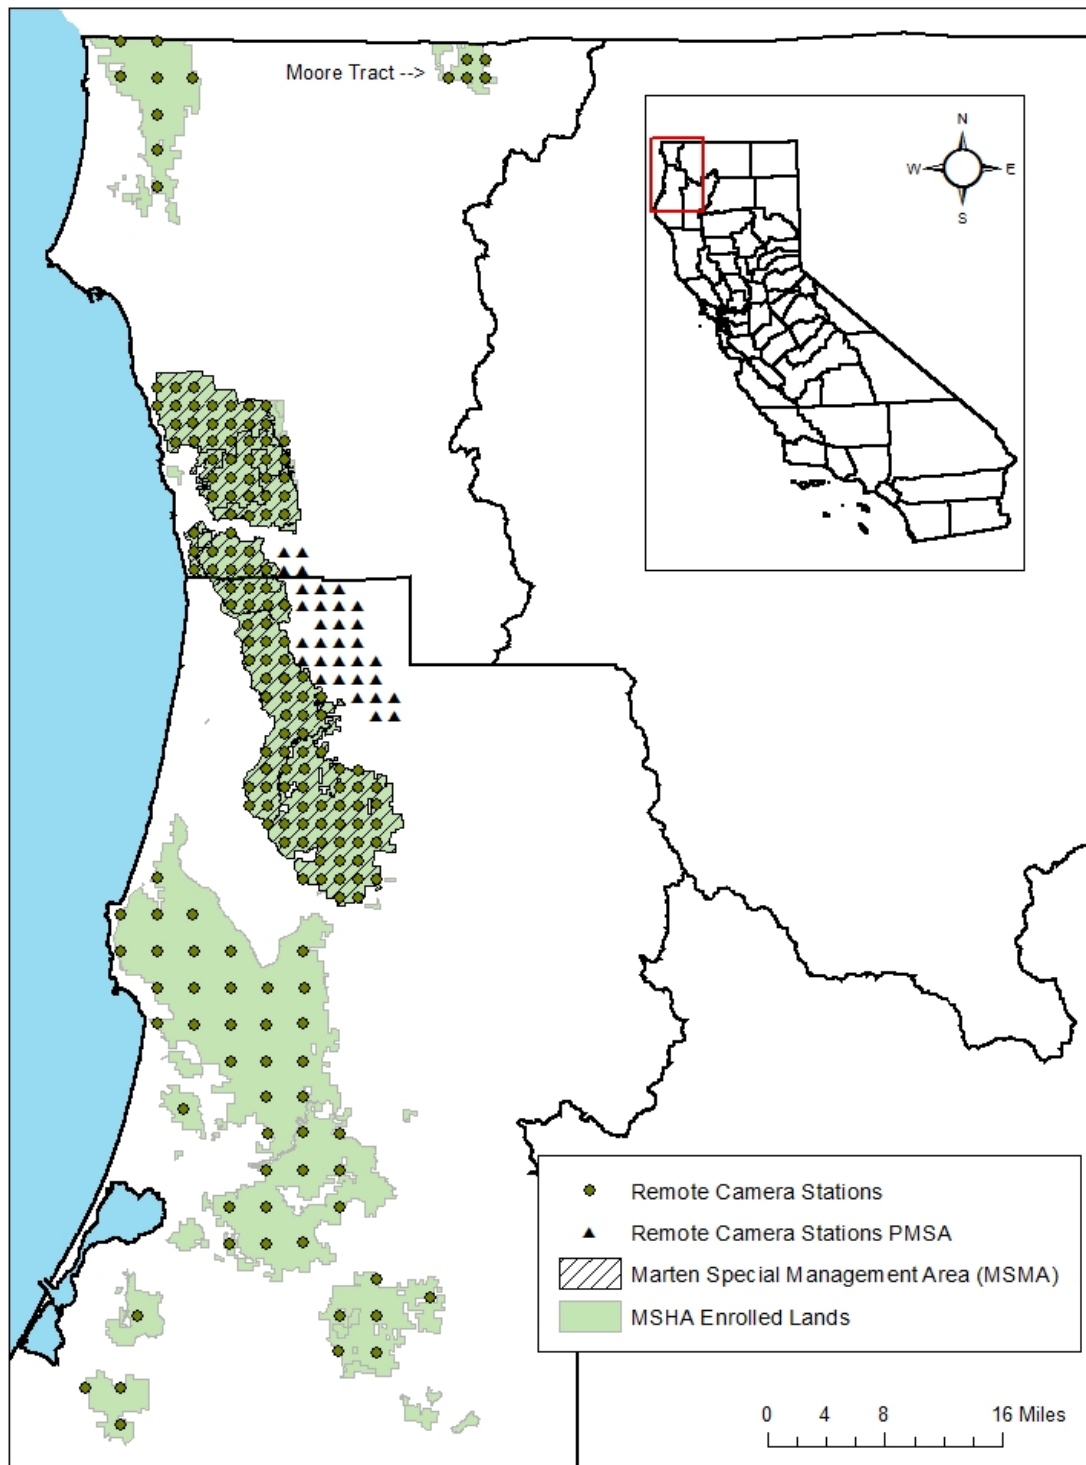 Moore Tract -->
N
W E
S
Remote Camera Stations
Remote Camera Stations PMSA
Marten Special Management Area (MSMA)
MSHA Enrolled Lands
0 4 8 16 Miles